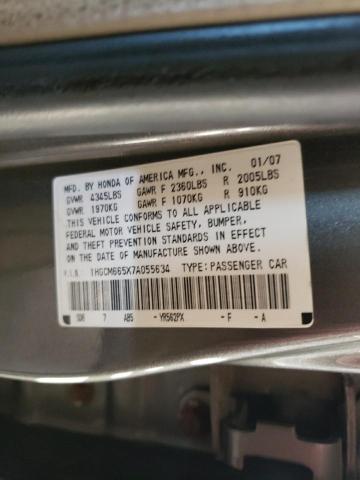 MFD. BY HONDA OF AMERICA MFG., INC. 01/07
GVWR 4345LBS GAWR F 2360LBS R 2005LBS
GVWR 1970KG GAWR F 1070KG R 910KG
THIS VEHICLE CONFORMS TO ALL APPLICABLE
FEDERAL MOTOR VEHICLE SAFETY, BUMPER,
AND THEFT PREVENTION STANDARDS IN EFFECT
ON THE DATE OF MANUFACTURE SHOWN ABOVE.
V.I.N. 1HGCM665X7A055634 TYPE:PASSENGER CAR
7 AB5 -YR562PX -F -A